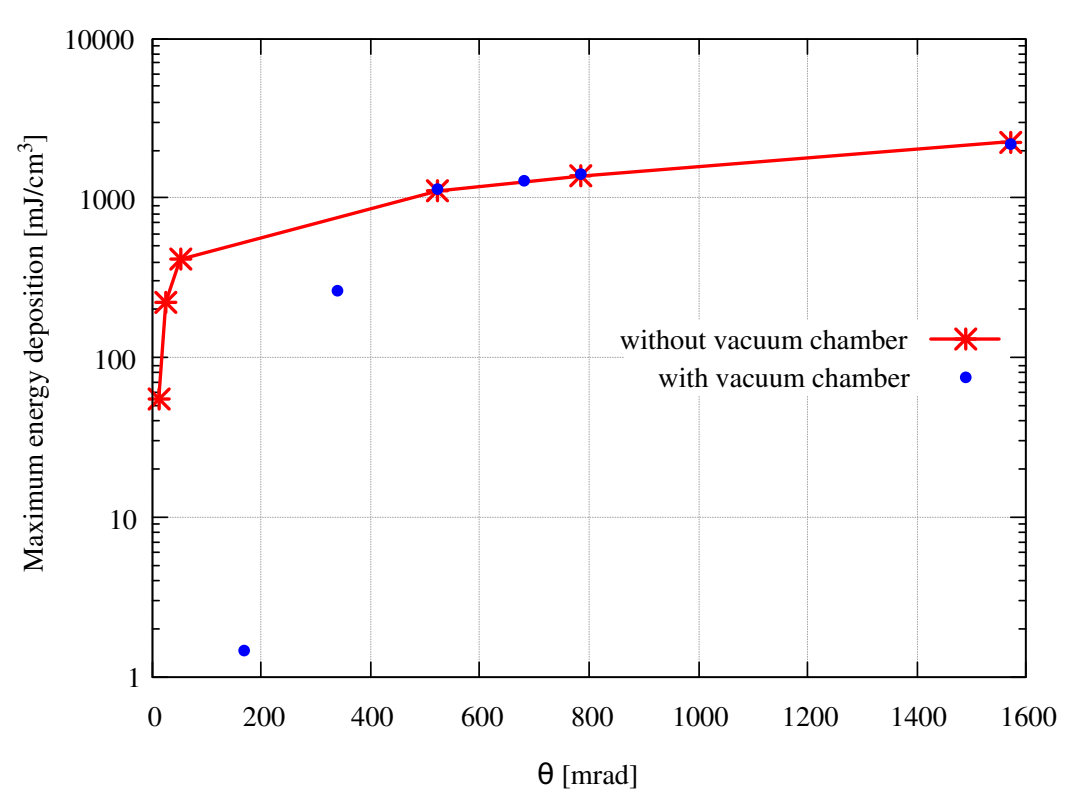 10000
1000
100
10
1
Maximum energy deposition [mJ/cm³]
without vacuum chamber
with vacuum chamber
0 200 400 600 800 1000 1200 1400 1600
θ [mrad]